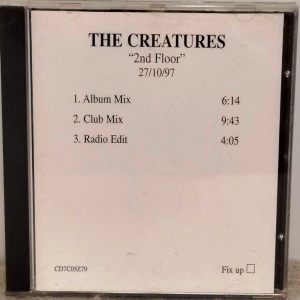 THE CREATURES
"2nd Floor"
27/10/97
1. Album Mix 6:14
2. Club Mix 9:43
3. Radio Edit 4:05
CD7C0SZ79 Fix up